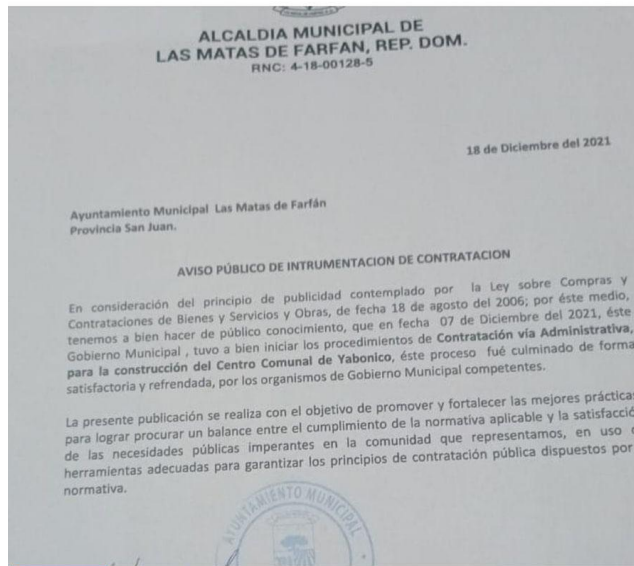 ALCALDIA MUNICIPAL DE
LAS MATAS DE FARFAN, REP. DOM.
RNC: 4-18-00128-5
18 de Diciembre del 2021
Ayuntamiento Municipal Las Matas de Farfán
Provincia San Juan.
AVISO PÚBLICO DE INTRUMENTACION DE CONTRATACION
En consideración del principio de publicidad contemplado por la Ley sobre Compras y
Contrataciones de Bienes y Servicios y Obras, de fecha 18 de agosto del 2006; por éste medio,
tenemos a bien hacer de público conocimiento, que en fecha 07 de Diciembre del 2021, éste
Gobierno Municipal , tuvo a bien iniciar los procedimientos de Contratación vía Administrativa,
para la construcción del Centro Comunal de Yabonico, éste proceso fué culminado de forma
satisfactoria y refrendada, por los organismos de Gobierno Municipal competentes.
La presente publicación se realiza con el objetivo de promover y fortalecer las mejores práctica
para lograr procurar un balance entre el cumplimiento de la normativa aplicable y la satisfacció
de las necesidades públicas imperantes en la comunidad que representamos, en uso
herramientas adecuadas para garantizar los principios de contratación pública dispuestos por
normativa.
AYUNTAMIENTO MUNICIPAL